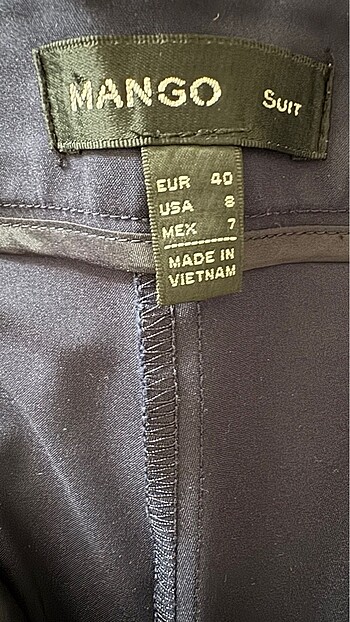 MANGO SUIT
EUR 40
USA 8
MEX 7
MADE IN
VIETNAM